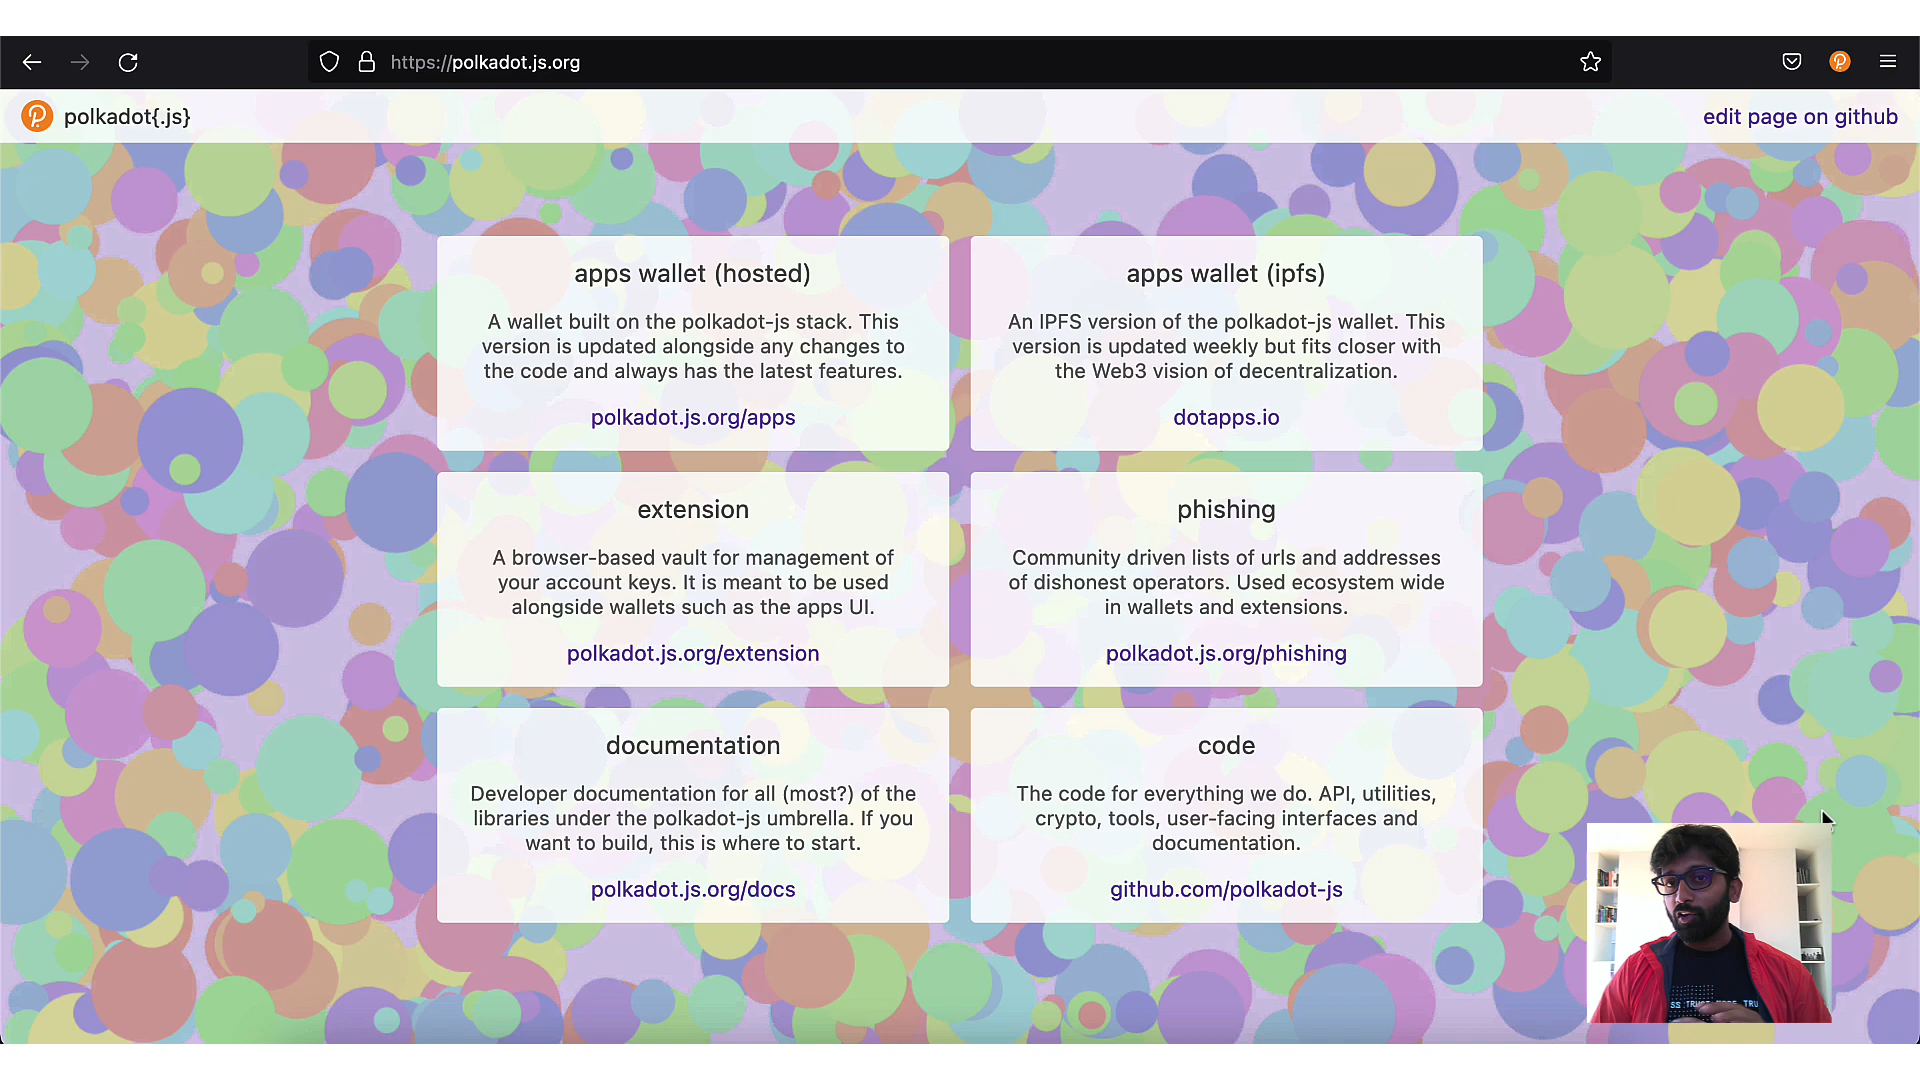 https://polkadot.js.org
polkadot{.js}
edit page on github
apps wallet (hosted)
A wallet built on the polkadot-js stack. This
version is updated alongside any changes to
the code and always has the latest features.
polkadot.js.org/apps
apps wallet (ipfs)
An IPFS version of the polkadot-js wallet. This
version is updated weekly but fits closer with
the Web3 vision of decentralization.
dotapps.io
extension
A browser-based vault for management of
your account keys. It is meant to be used
alongside wallets such as the apps UI.
polkadot.js.org/extension
phishing
Community driven lists of urls and addresses
of dishonest operators. Used ecosystem wide
in wallets and extensions.
polkadot.js.org/phishing
documentation
Developer documentation for all (most?) of the
libraries under the polkadot-js umbrella. If you
want to build, this is where to start.
polkadot.js.org/docs
code
The code for everything we do. API, utilities,
crypto, tools, user-facing interfaces and
documentation.
github.com/polkadot-js